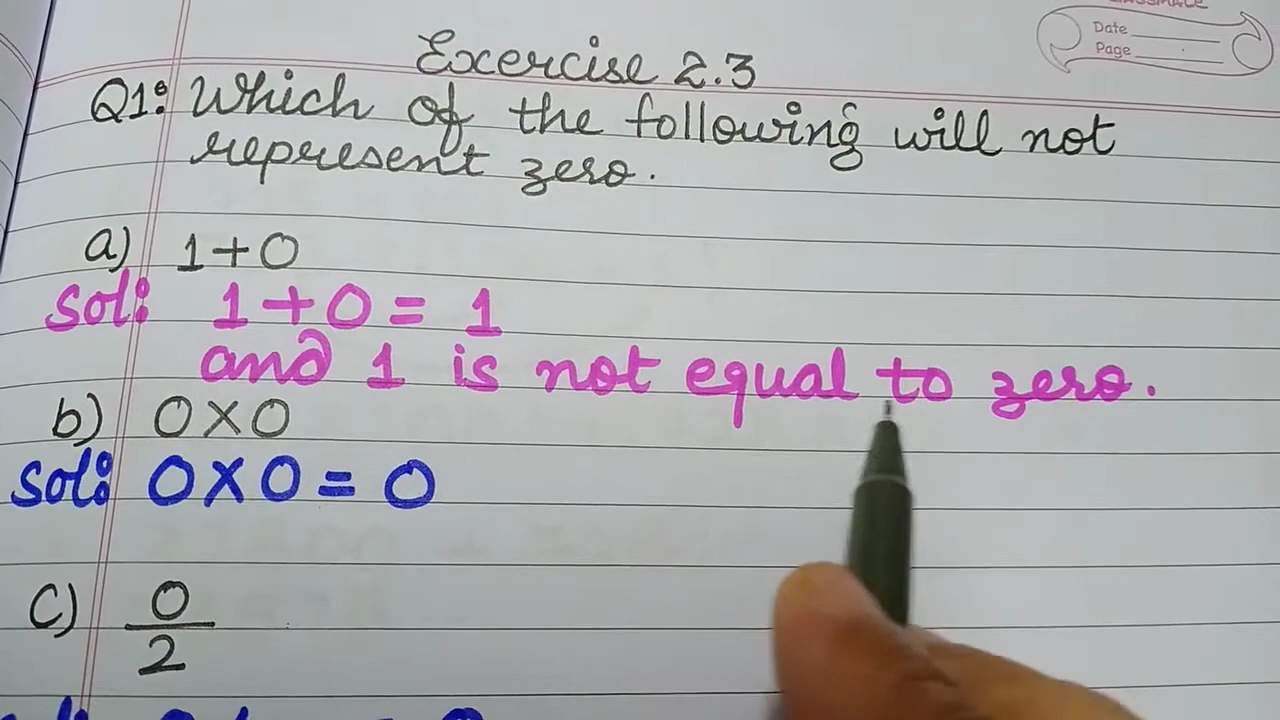 Date
Page
Excercise 2.3
Q1: Which of the following will not
represent zero.
a) 1+0
Sol: 1+0 = 1
and 1 is not equal to zero.
b) 0×0
Sol: 0×0 = 0
c) 0/2